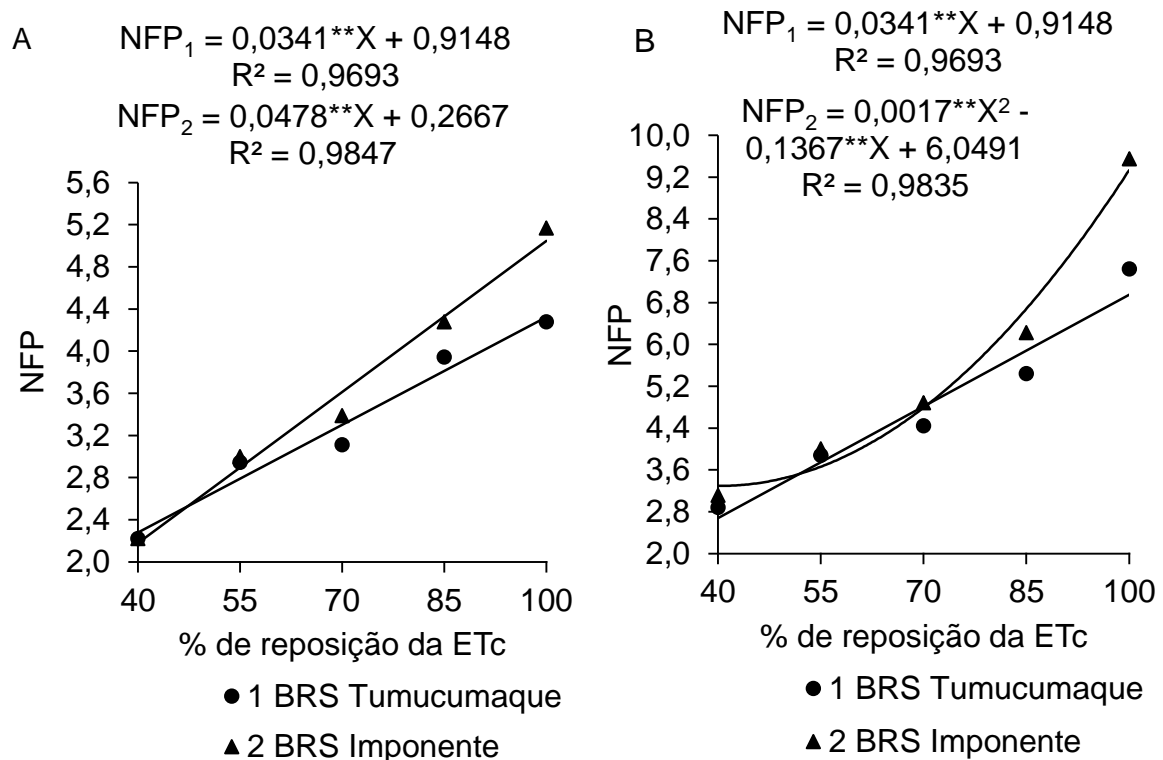 A
NFP₁ = 0,0341**X + 0,9148
R² = 0,9693
NFP₂ = 0,0478**X + 0,2667
R² = 0,9847
5,6
5,2
4,8
4,4
4,0
3,6
3,2
2,8
2,4
2,0
NFP
40 55 70 85 100
% de reposição da ETc
1 BRS Tumucumaque
2 BRS Imponente
B
NFP₁ = 0,0341**X + 0,9148
R² = 0,9693
NFP₂ = 0,0017**X² -
0,1367**X + 6,0491
R² = 0,9835
10,0
9,2
8,4
7,6
6,8
6,0
5,2
4,4
3,6
2,8
2,0
NFP
40 55 70 85 100
% de reposição da ETc
1 BRS Tumucumaque
2 BRS Imponente